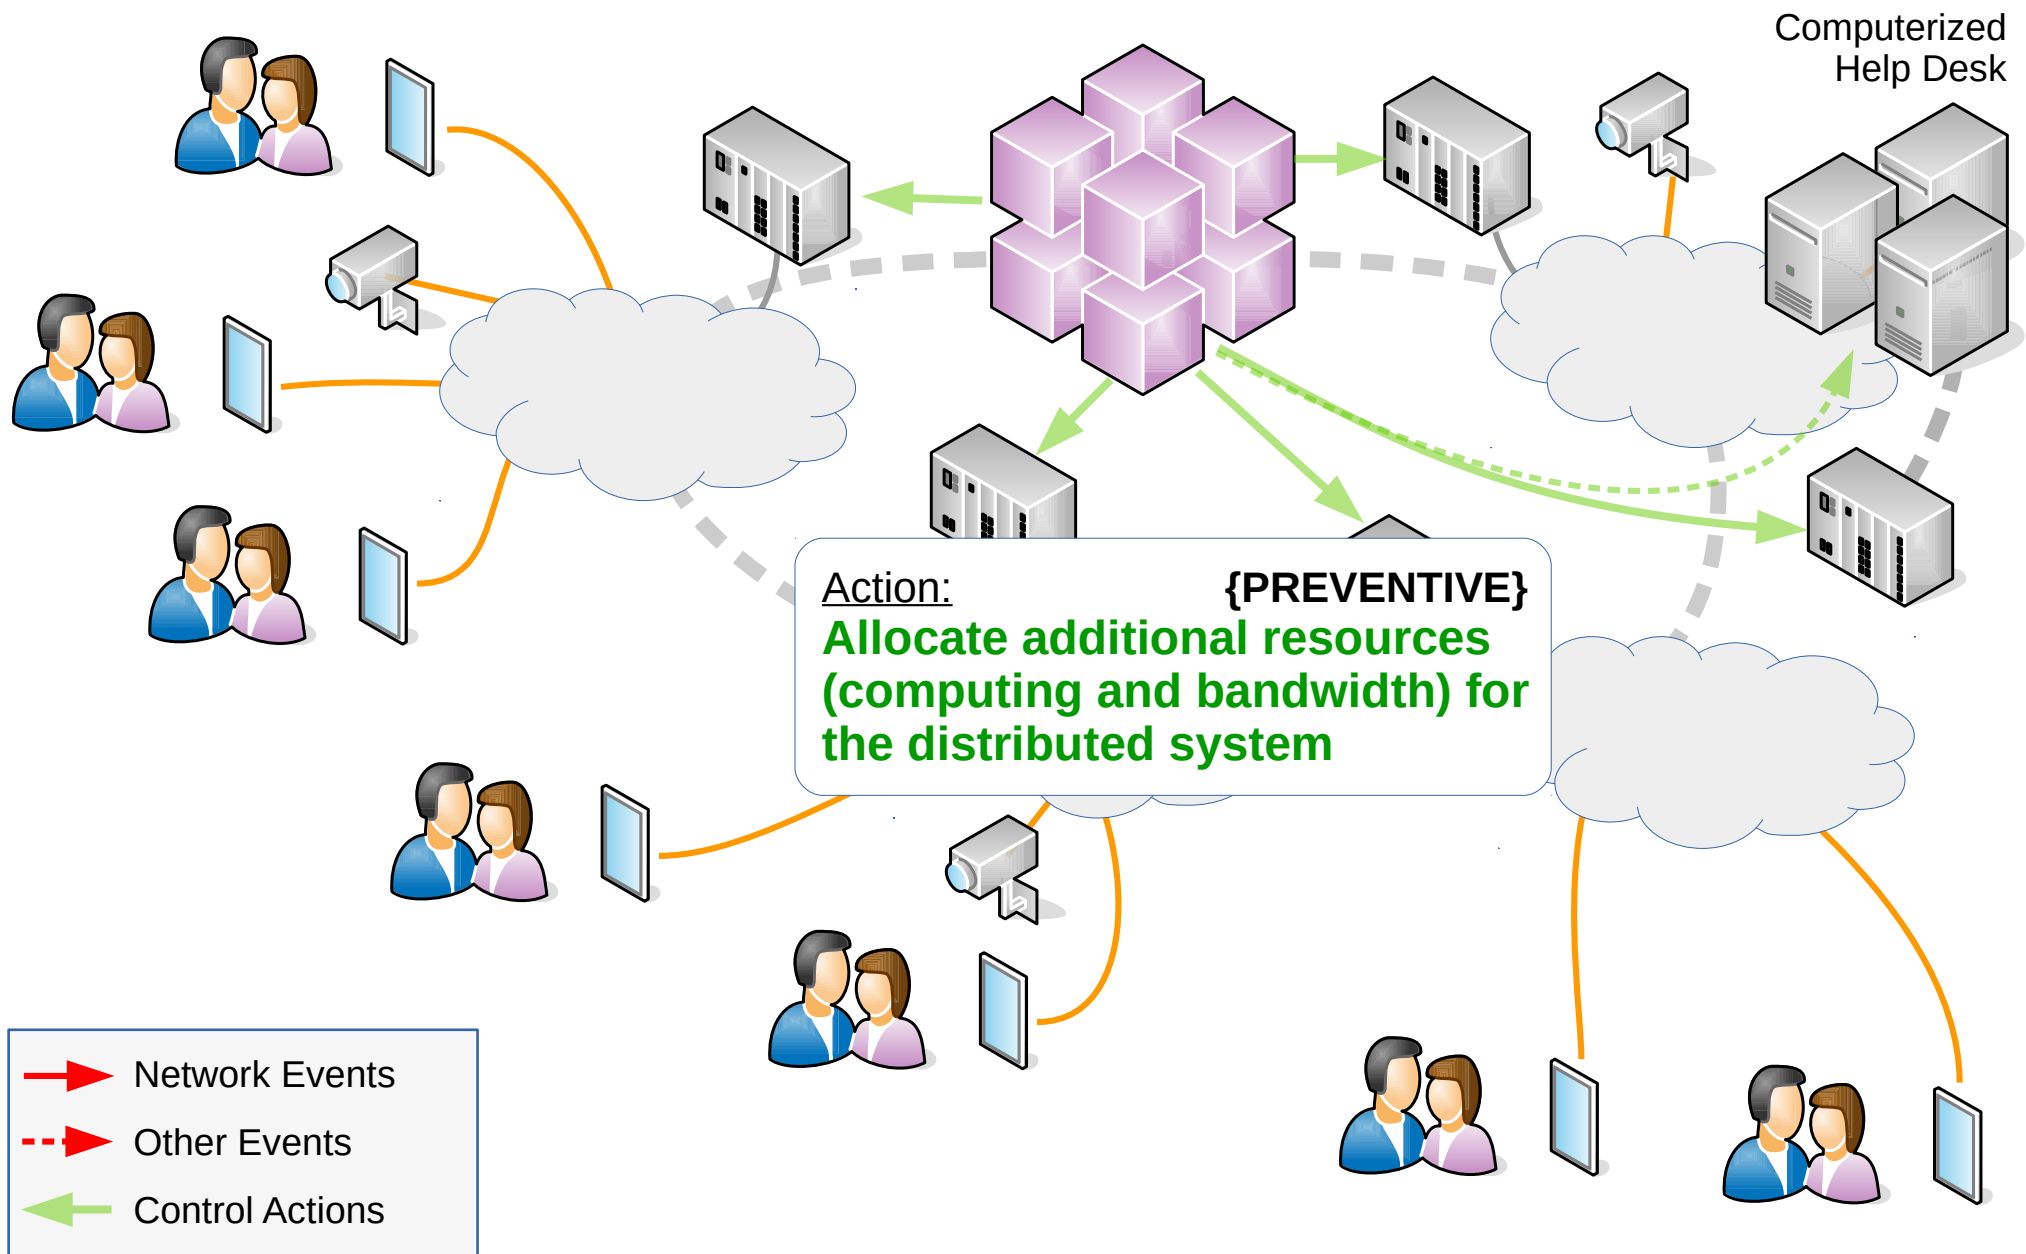 Computerized
Help Desk
Action: {PREVENTIVE}
Allocate additional resources
(computing and bandwidth) for
the distributed system
Network Events
Other Events
Control Actions